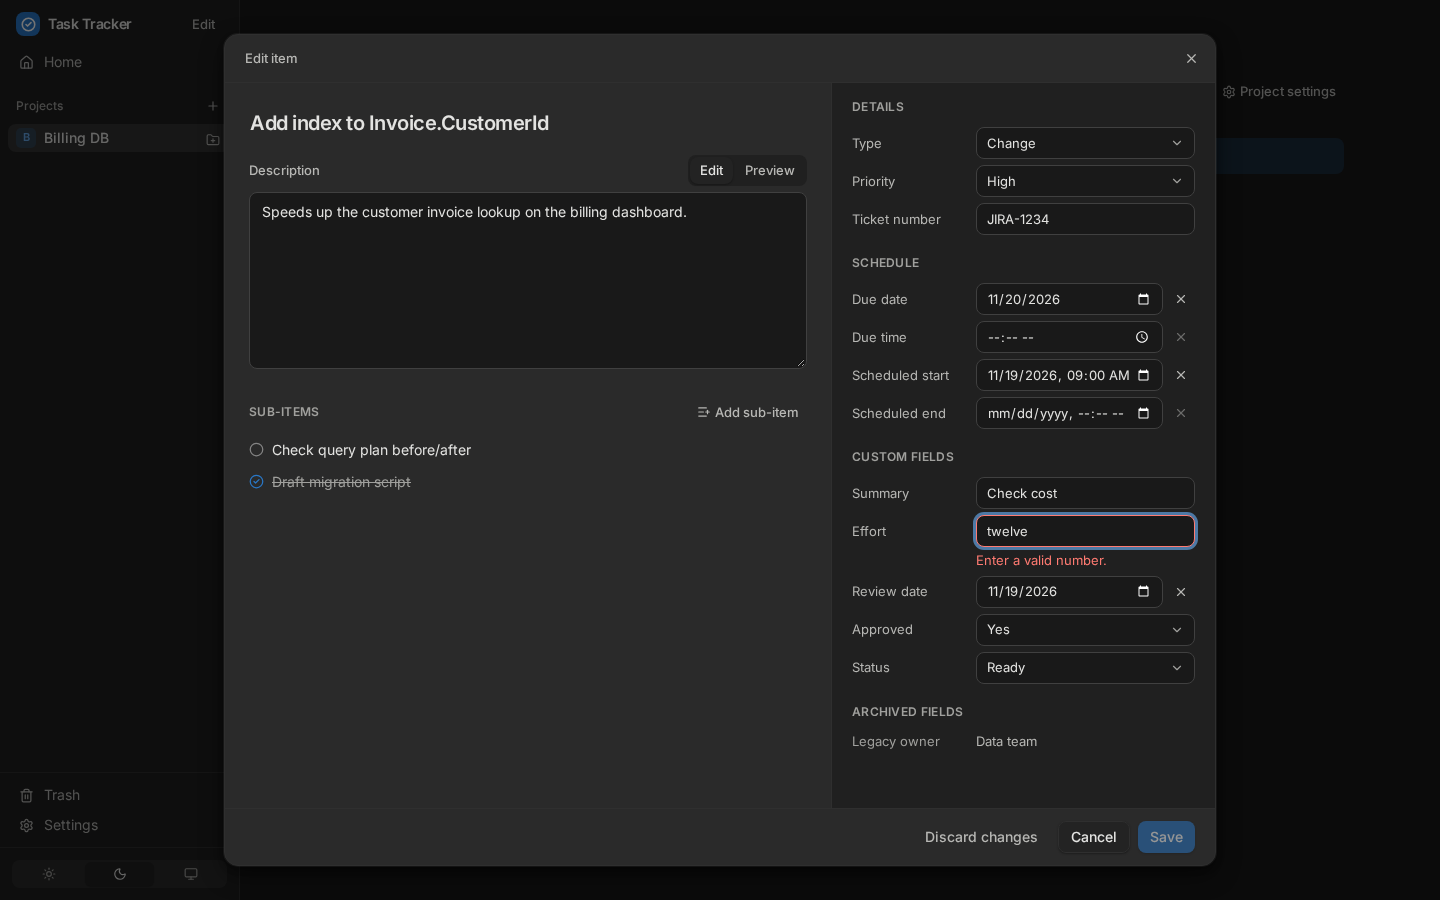 Task Tracker
Edit
Home
Projects
B Billing DB
Trash
Settings
Project settings
Edit item
Add index to Invoice.CustomerId
Description
Edit Preview
Speeds up the customer invoice lookup on the billing dashboard.
SUB-ITEMS
Add sub-item
Check query plan before/after
Draft migration script
DETAILS
Type Change
Priority High
Ticket number JIRA-1234
SCHEDULE
Due date 11/20/2026
Due time --:-- --
Scheduled start 11/19/2026, 09:00 AM
Scheduled end mm/dd/yyyy, --:-- --
CUSTOM FIELDS
Summary Check cost
Effort twelve
Enter a valid number.
Review date 11/19/2026
Approved Yes
Status Ready
ARCHIVED FIELDS
Legacy owner Data team
Discard changes Cancel Save